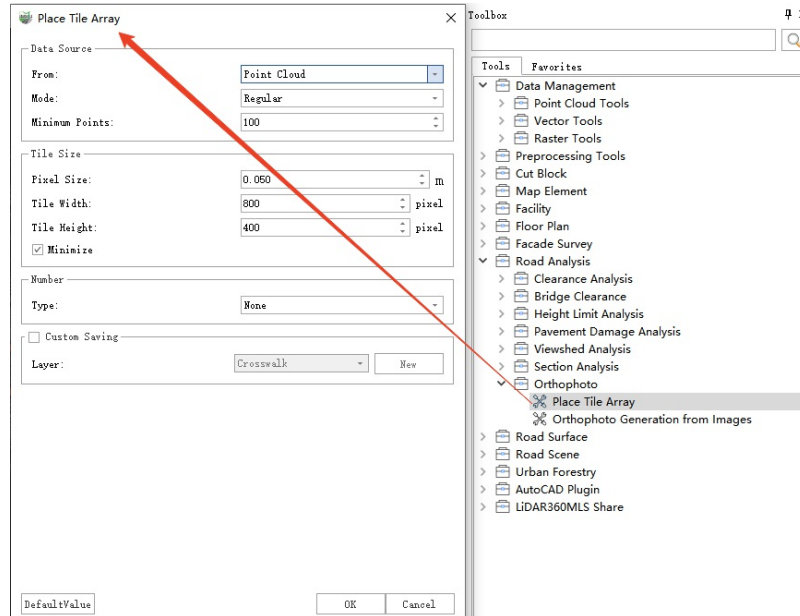 Place Tile Array
Data Source
From: Point Cloud
Mode: Regular
Minimum Points: 100
Tile Size
Pixel Size: 0.050 m
Tile Width: 800 pixel
Tile Height: 400 pixel
Minimize
Number
Type: None
Custom Saving
Layer: Crosswalk New
DefaultValue OK Cancel
Toolbox
Tools Favorites
Data Management
Point Cloud Tools
Vector Tools
Raster Tools
Preprocessing Tools
Cut Block
Map Element
Facility
Floor Plan
Facade Survey
Road Analysis
Clearance Analysis
Bridge Clearance
Height Limit Analysis
Pavement Damage Analysis
Viewshed Analysis
Section Analysis
Orthophoto
Place Tile Array
Orthophoto Generation from Images
Road Surface
Road Scene
Urban Forestry
AutoCAD Plugin
LiDAR360MLS Share